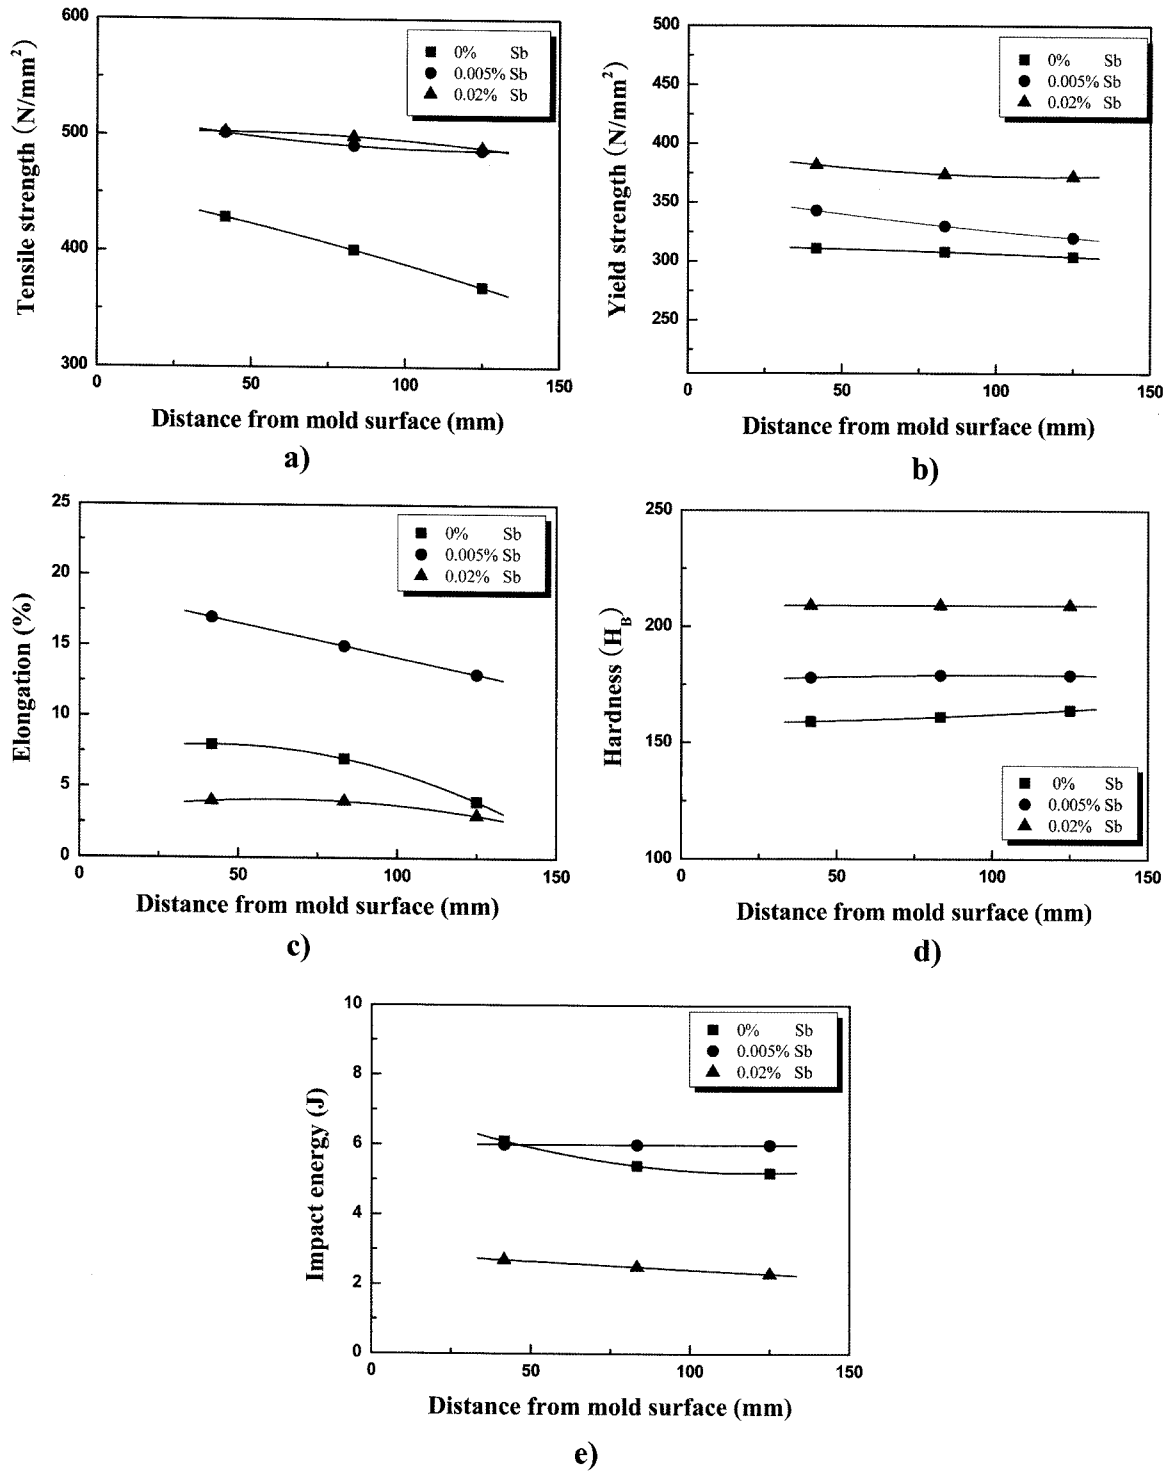 600
500
400
300
0
50
100
150
Tensile strength (N/mm²)
Distance from mold surface (mm)
0% Sb
0.005% Sb
0.02% Sb
a)
500
450
400
350
300
250
0
50
100
150
Yield strength (N/mm²)
Distance from mold surface (mm)
0% Sb
0.005% Sb
0.02% Sb
b)
25
20
15
10
5
0
0
50
100
150
Elongation (%)
Distance from mold surface (mm)
0% Sb
0.005% Sb
0.02% Sb
c)
250
200
150
100
0
50
100
150
Hardness (H_B)
Distance from mold surface (mm)
0% Sb
0.005% Sb
0.02% Sb
d)
10
8
6
4
2
0
0
50
100
150
Impact energy (J)
Distance from mold surface (mm)
0% Sb
0.005% Sb
0.02% Sb
e)